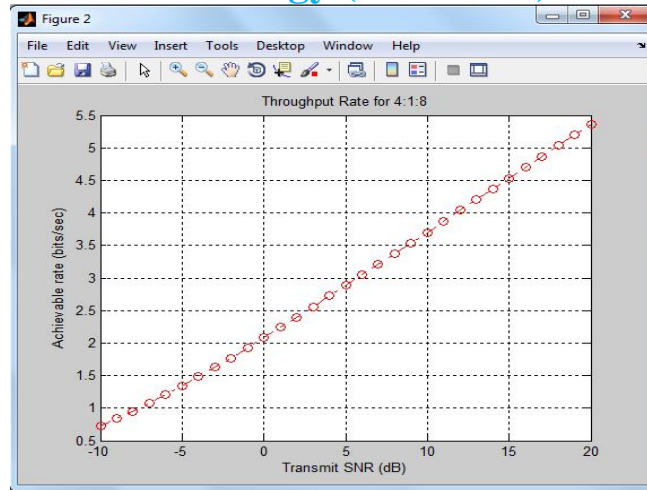 Figure 2
File Edit View Insert Tools Desktop Window Help
Throughput Rate for 4:1:8
5.5
5
4.5
4
3.5
3
2.5
2
1.5
1
0.5
Achievable rate (bits/sec)
-10 -5 0 5 10 15 20
Transmit SNR (dB)